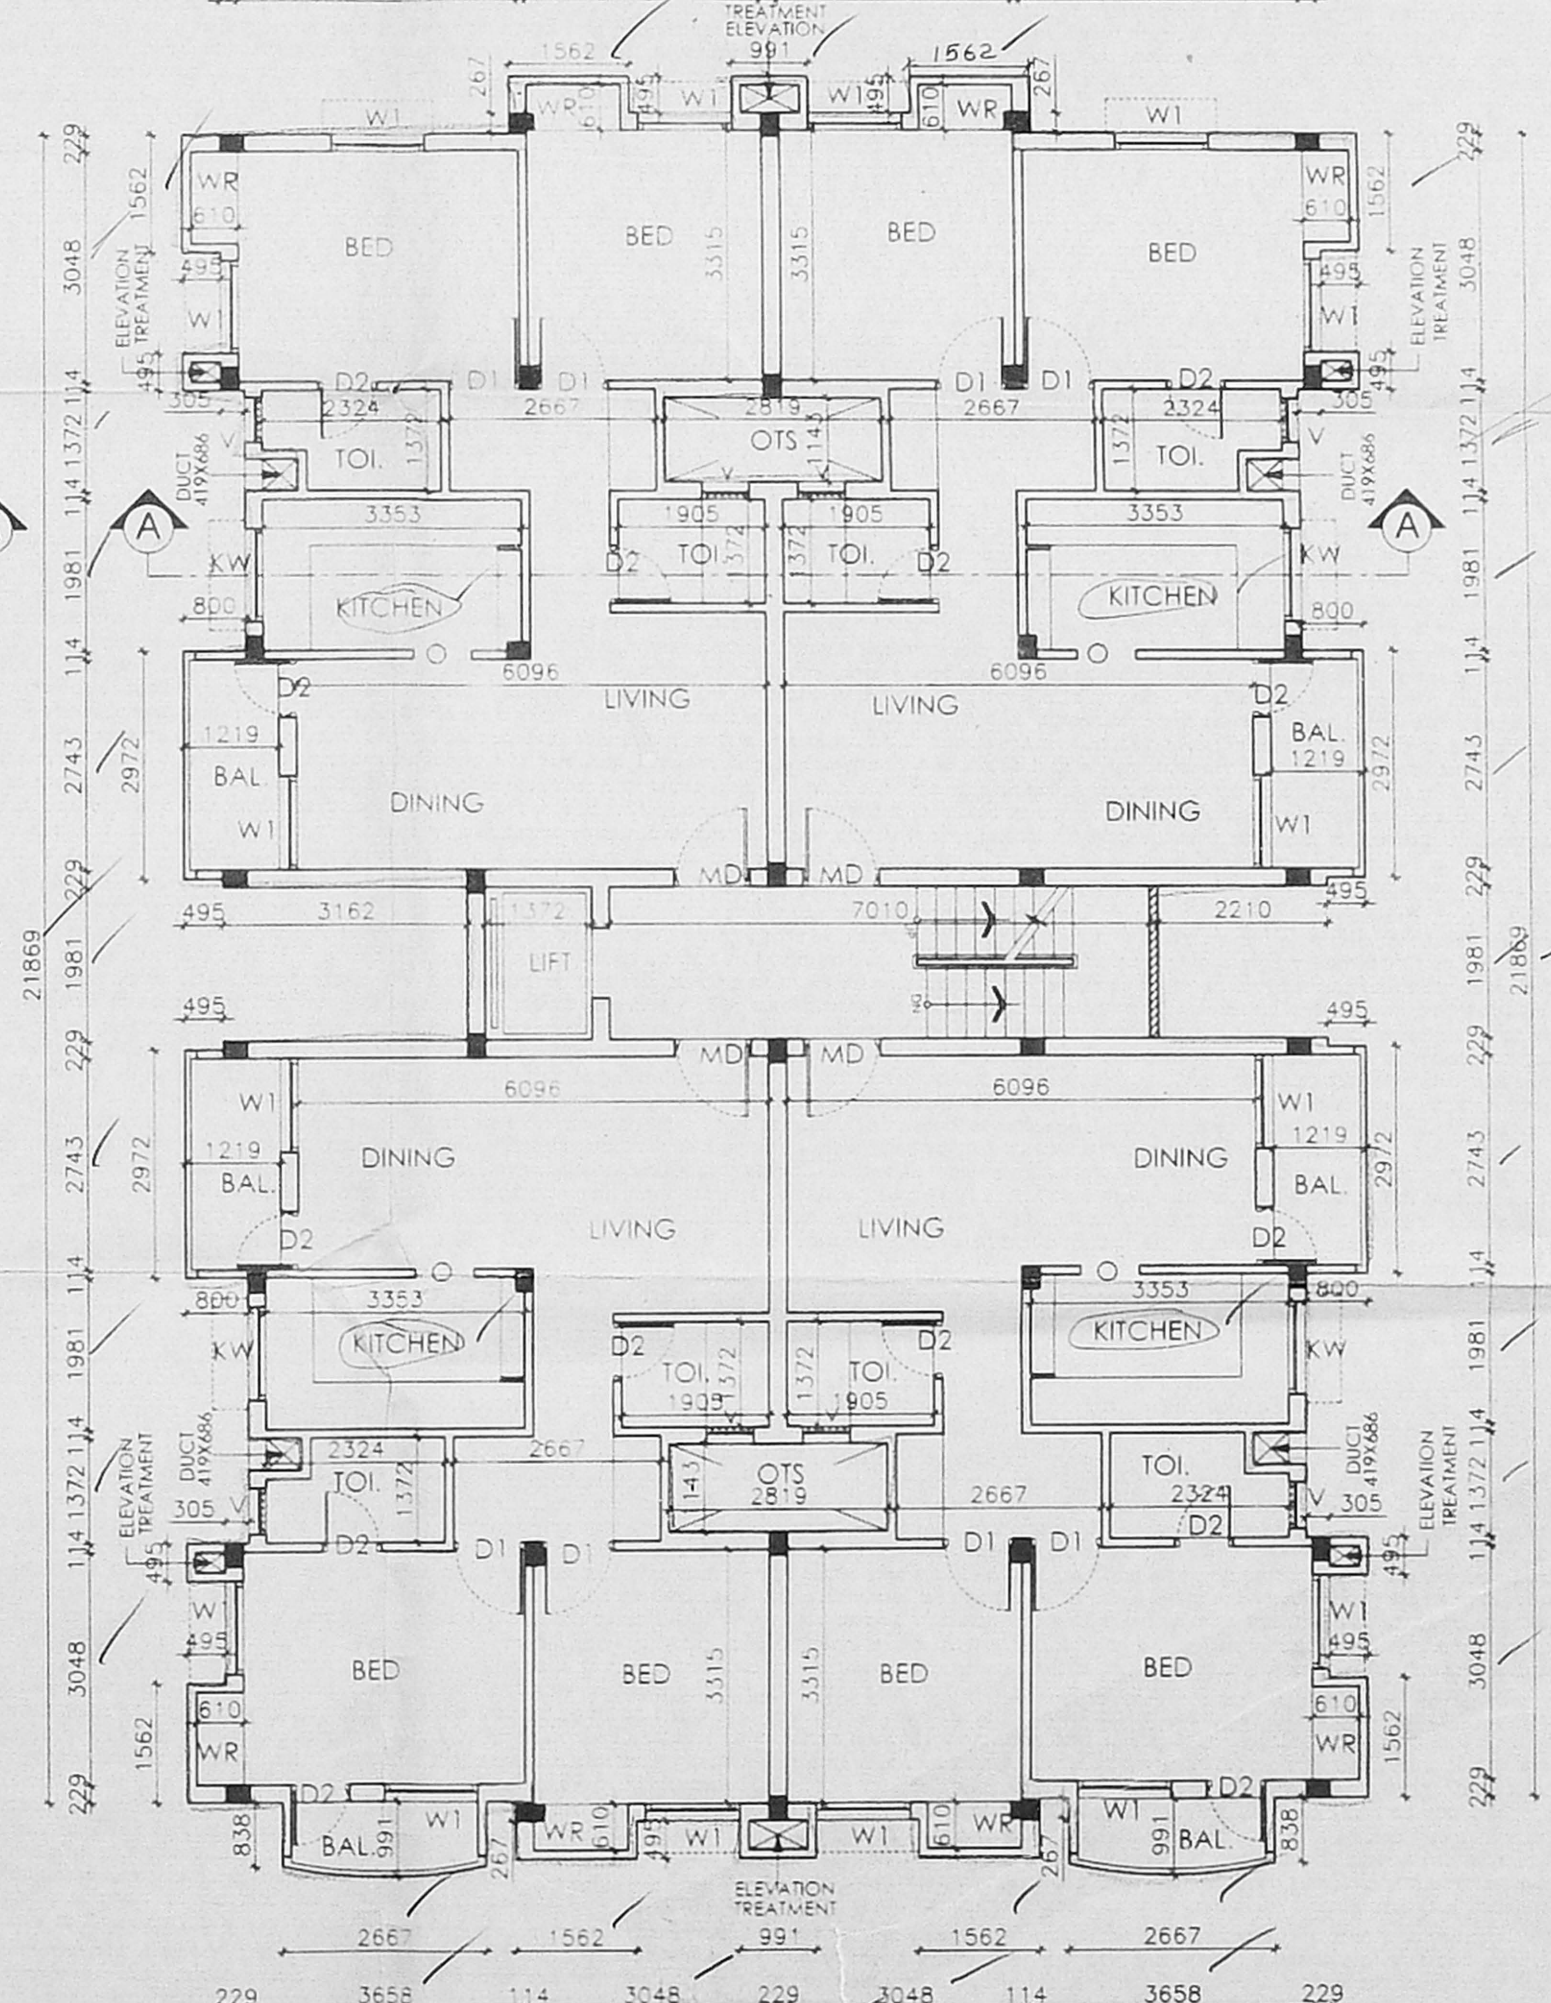 TREATMENT
ELEVATION
1562 991 1562
267 495 495 267
W1 WR 610 W1 W1 610 WR W1
229 229
1562 WR WR 1562
610 610
3048 BED BED 3315 3315 BED BED 3048
ELEVATION TREATMENT 495 495 ELEVATION TREATMENT
W1 W1
495 D2 D1 D1 D1 D1 D2 495
114 114
305 2324 2667 2819 2667 2324 305
1372 V 1372 OTS 1143 1372 V 1372
DUCT 419X686 TOI. TOI. DUCT 419X686
V V
114 114
A 3353 1905 1905 3353 A
1981 KW D2 TOI. 1372 1372 TOI. D2 KW 1981
800 KITCHEN KITCHEN 800
114 114
D2 6096 LIVING LIVING 6096 D2
1219 BAL.
2743 2972 BAL. 1219 2972 2743
DINING DINING
W1 W1
229 MD MD 229
495 3162 1372 7010 2210 495
21869 1981 LIFT 1981 21869
495 495
229 MD MD 229
W1 6096 6096 W1
1219 1219
2743 2972 BAL. DINING DINING BAL. 2972 2743
D2 LIVING LIVING D2
114 114
800 3353 3353 800
1981 KW KITCHEN D2 D2 KITCHEN KW 1981
TOI. 1372 1372 TOI.
1905 1905
114 V V 114
DUCT 419X686 2324 2667 OTS TOI. DUCT 419X686
ELEVATION TREATMENT 1372 TOI. 1372 1143 2819 2667 2324 1372 ELEVATION TREATMENT
305 V V 305
114 D2 D1 D1 D1 D1 D2 114
495 495
W1 W1
495 495
3048 BED BED 3315 3315 BED BED 3048
1562 610 610 1562
WR WR
229 D2 D2 229
838 BAL. 991 W1 267 WR 610 495 W1 W1 610 WR 267 W1 991 BAL. 838
ELEVATION
TREATMENT
2667 1562 991 1562 2667
229 3658 114 3048 229 3048 114 3658 229